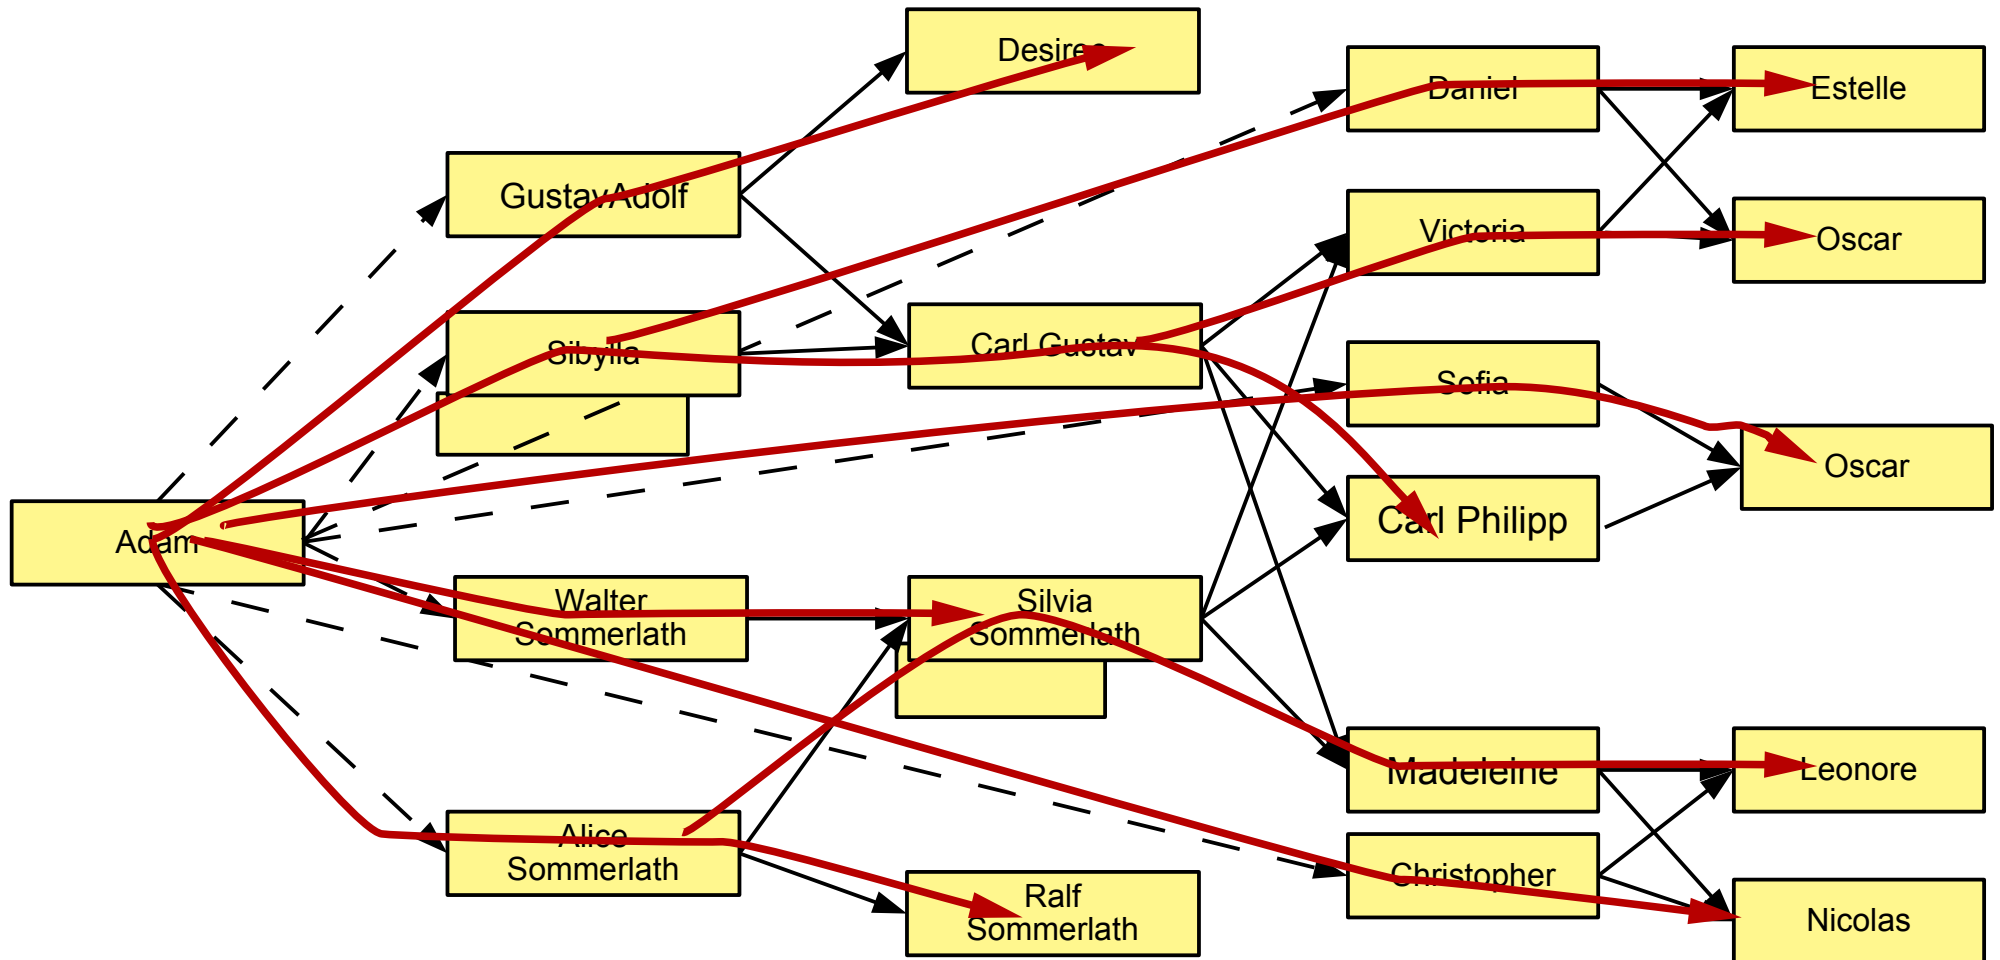 Desiree
Daniel
Estelle
GustavAdolf
Victoria
Oscar
Sibylla
Carl Gustav
Sofia
Oscar
Adam
Carl Philipp
Walter
Sommerlath
Silvia
Sommerlath
Madeleine
Leonore
Alice
Sommerlath
Christopher
Ralf
Sommerlath
Nicolas